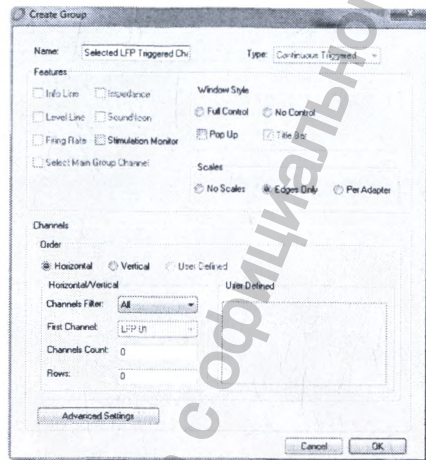 Create Group
Name: Selected LFP Triggered Cha Type: Continuous Triggered
Features
Info Line Impedance
Level Line Sound Icon
Firing Rate Stimulation Monitor
Select Main Group Channel
Window Style
Full Control No Control
Pop Up Title Bar
Scales
No Scales Edges Only Per Adapter
Channels
Order
Horizontal Vertical User Defined
Horizontal/Vertical
Channels Filter: All
First Channel: LFP 01
Channels Count: 0
Rows: 0
User Defined
Advanced Settings
Cancel OK
с официальног